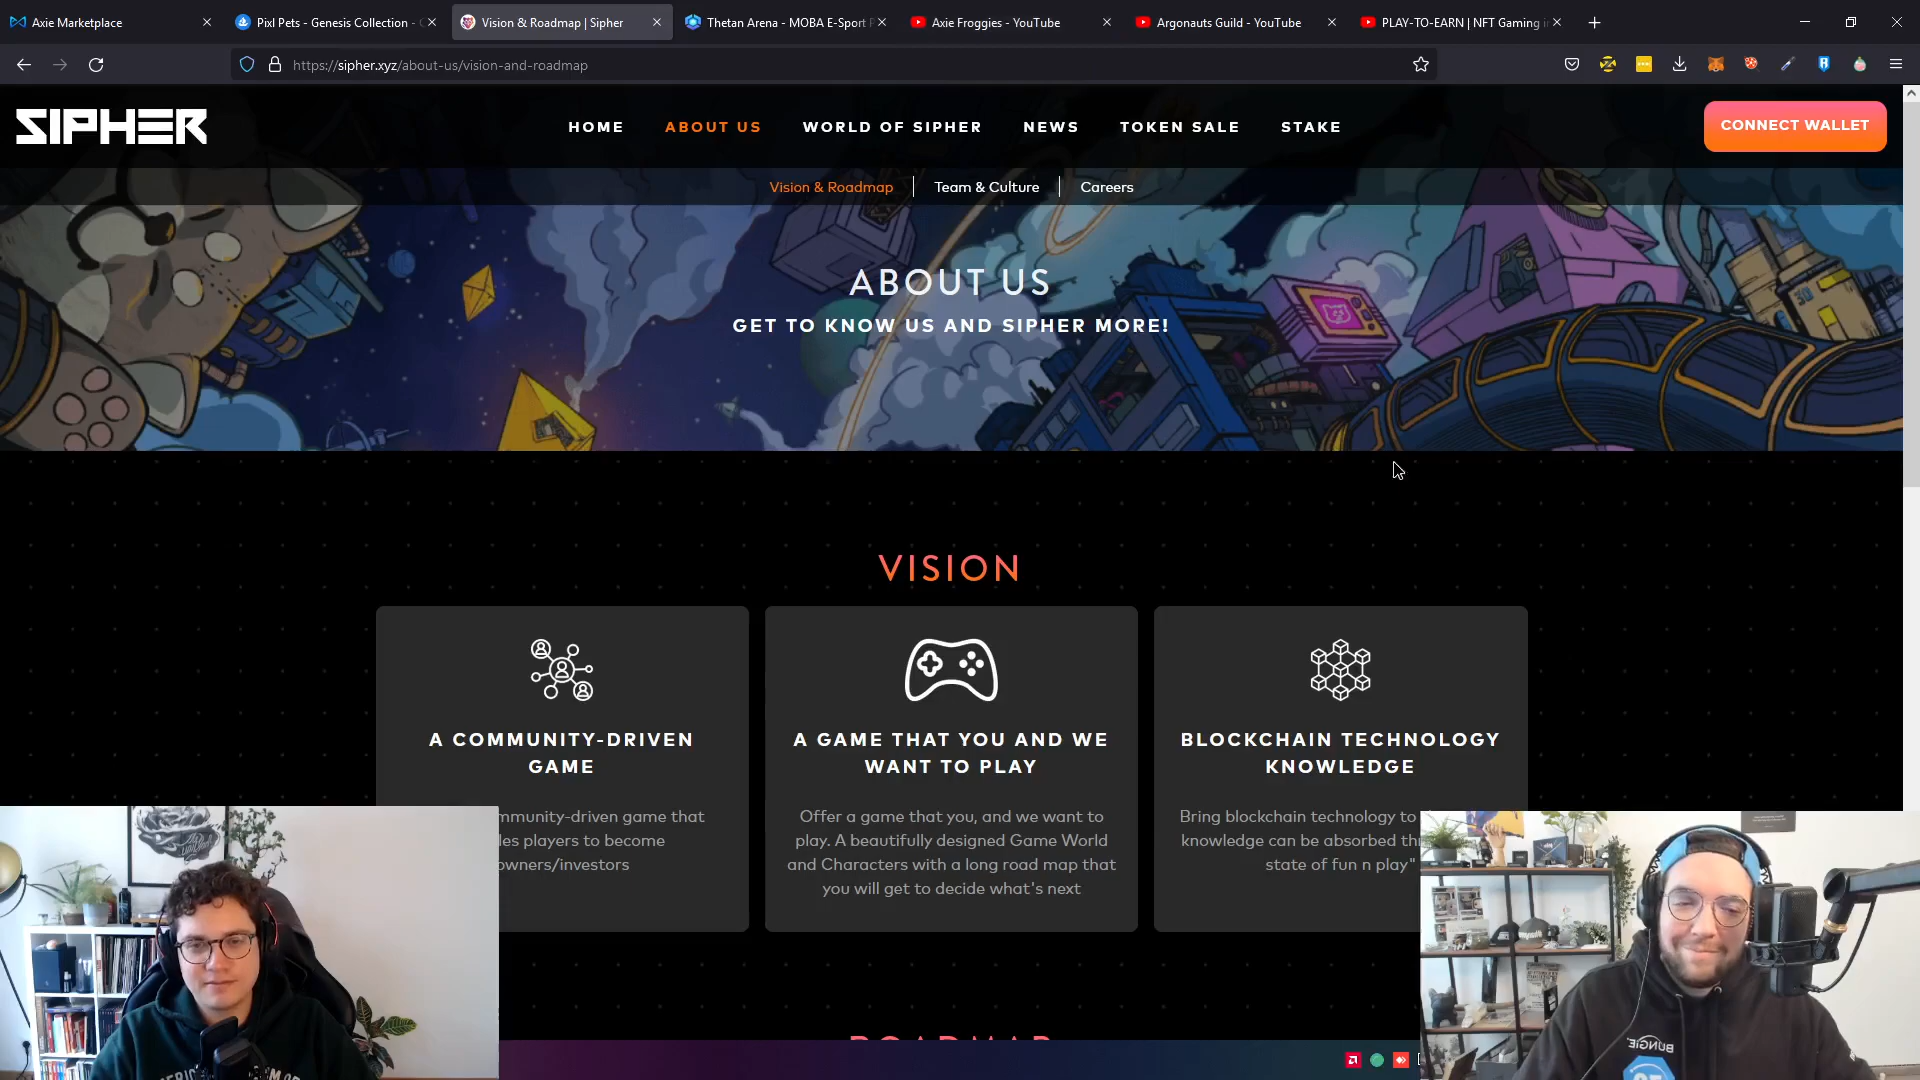 Axie Marketplace
Pixl Pets - Genesis Collection -
Vision & Roadmap | Sipher
Thetan Arena - MOBA E-Sport
Axie Froggies - YouTube
Argonauts Guild - YouTube
PLAY-TO-EARN | NFT Gaming
https://sipher.xyz/about-us/vision-and-roadmap
SIPHER
HOME
ABOUT US
WORLD OF SIPHER
NEWS
TOKEN SALE
STAKE
CONNECT WALLET
Vision & Roadmap
Team & Culture
Careers
ABOUT US
GET TO KNOW US AND SIPHER MORE!
VISION
A COMMUNITY-DRIVEN
GAME
mmunity-driven game that
les players to become
owners/investors
A GAME THAT YOU AND WE
WANT TO PLAY
Offer a game that you, and we want to
play. A beautifully designed Game World
and Characters with a long road map that
you will get to decide what's next
BLOCKCHAIN TECHNOLOGY
KNOWLEDGE
Bring blockchain technology to
knowledge can be absorbed th
state of fun n play"
ROADMAP
BUNGIE